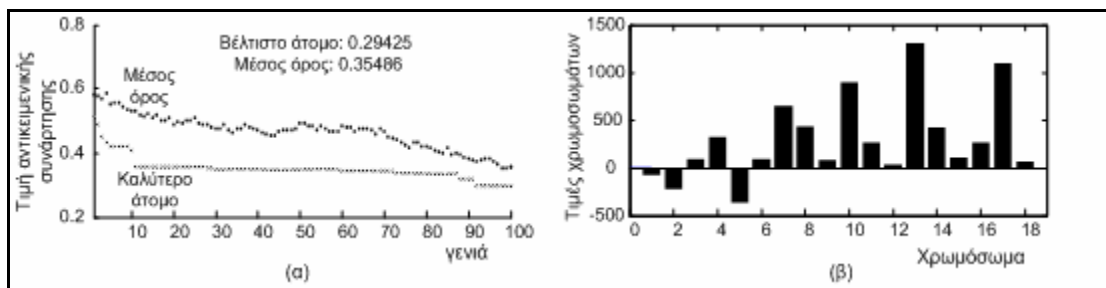 Τιμή αντικειμενικής
συνάρτησης
0.8
0.6
0.4
0.2
Βέλτιστο άτομο: 0.29425
Μέσος όρος: 0.35486
Μέσος
όρος
Καλύτερο
άτομο
10 20 30 40 50 60 70 80 90 100
γενιά
(α)
Τιμές χρωμοσωμάτων
1500
1000
500
0
-500
0 2 4 6 8 10 12 14 16 18
Χρωμόσωμα
(β)